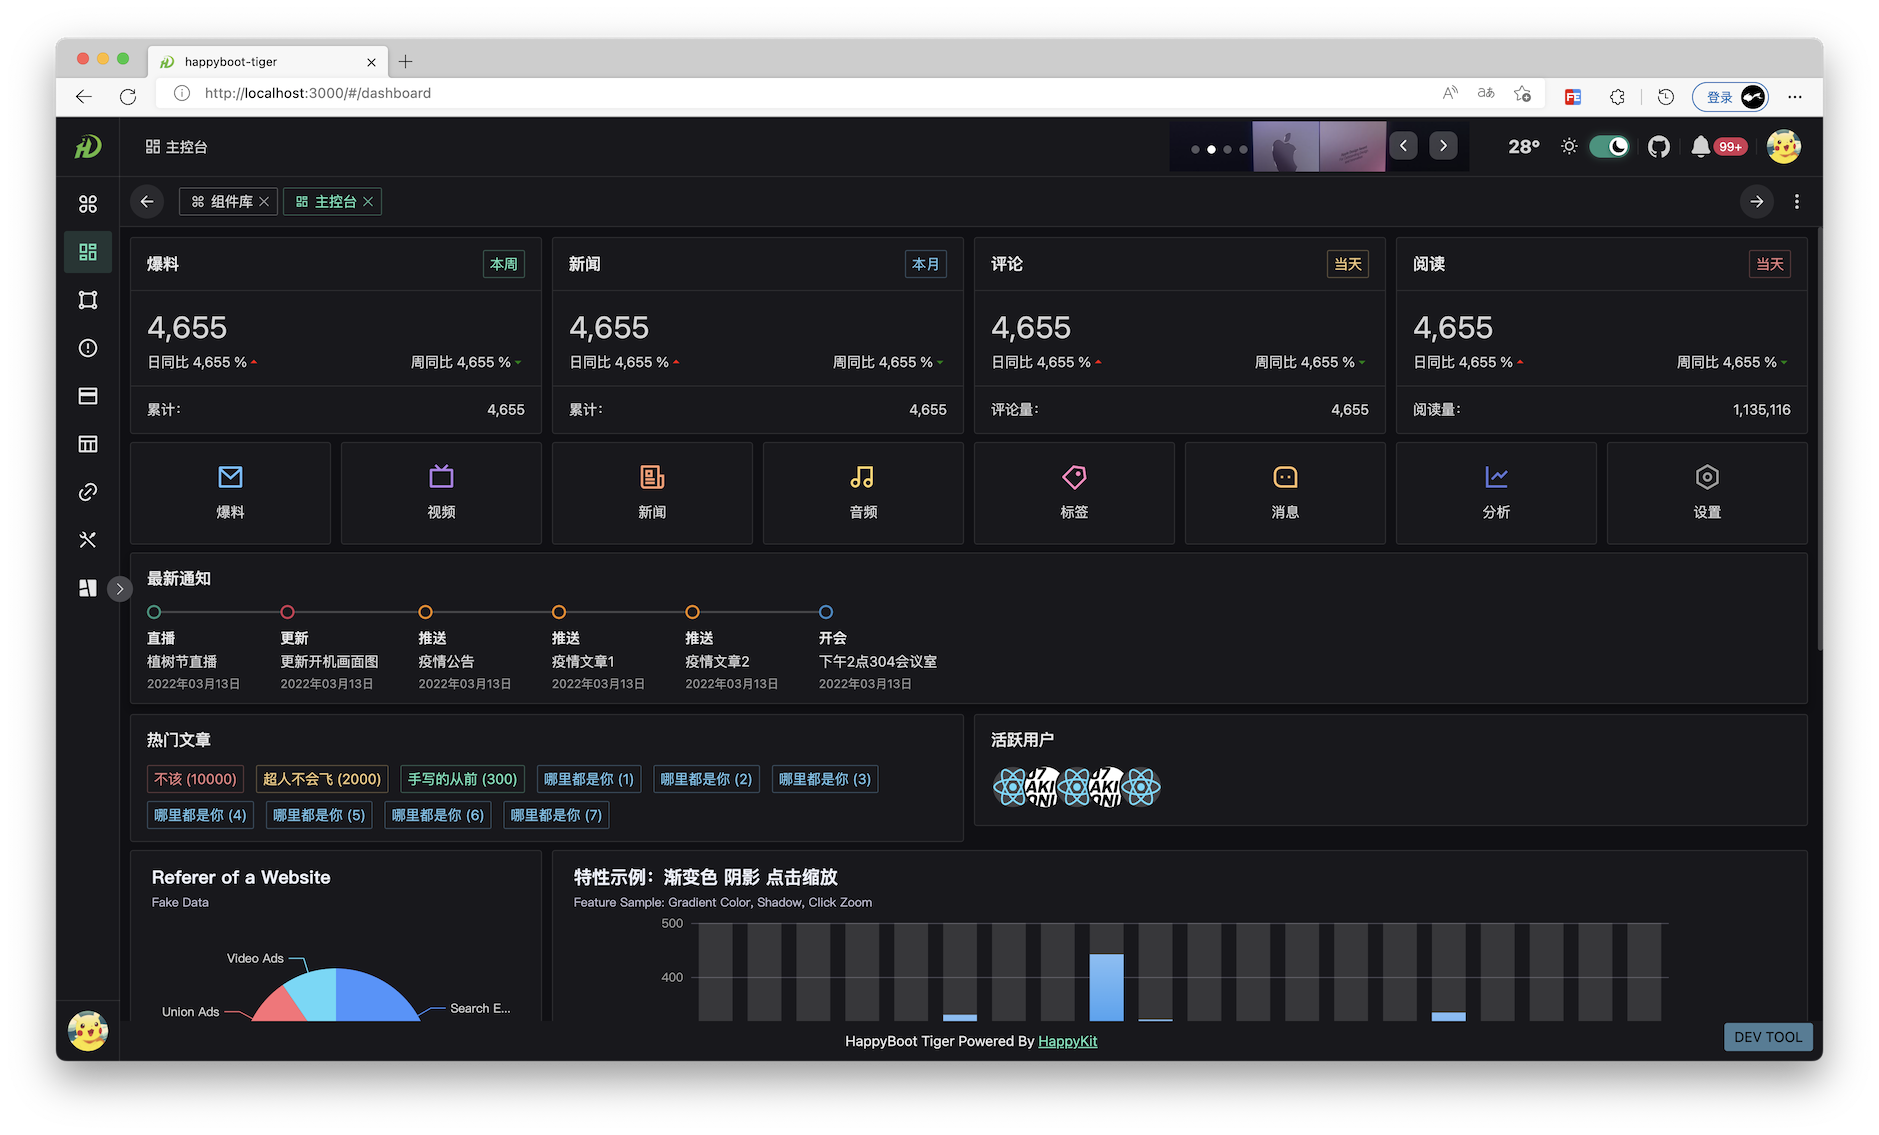 happyboot-tiger
http://localhost:3000/#/dashboard
登录
主控台
28°
99+
组件库
主控台
爆料 本周
4,655
日同比 4,655 % 周同比 4,655 %
累计: 4,655
新闻 本月
4,655
日同比 4,655 % 周同比 4,655 %
累计: 4,655
评论 当天
4,655
日同比 4,655 % 周同比 4,655 %
评论量: 4,655
阅读 当天
4,655
日同比 4,655 % 周同比 4,655 %
阅读量: 1,135,116
爆料
视频
新闻
音频
标签
消息
分析
设置
最新通知
直播
植树节直播
2022年03月13日
更新
更新开机画面图
2022年03月13日
推送
疫情公告
2022年03月13日
推送
疫情文章1
2022年03月13日
推送
疫情文章2
2022年03月13日
开会
下午2点304会议室
2022年03月13日
热门文章
不该 (10000) 超人不会飞 (2000) 手写的从前 (300) 哪里都是你 (1) 哪里都是你 (2) 哪里都是你 (3)
哪里都是你 (4) 哪里都是你 (5) 哪里都是你 (6) 哪里都是你 (7)
活跃用户
Referer of a Website
Fake Data
Video Ads
Union Ads
Search E...
特性示例：渐变色 阴影 点击缩放
Feature Sample: Gradient Color, Shadow, Click Zoom
500
400
HappyBoot Tiger Powered By HappyKit
DEV TOOL